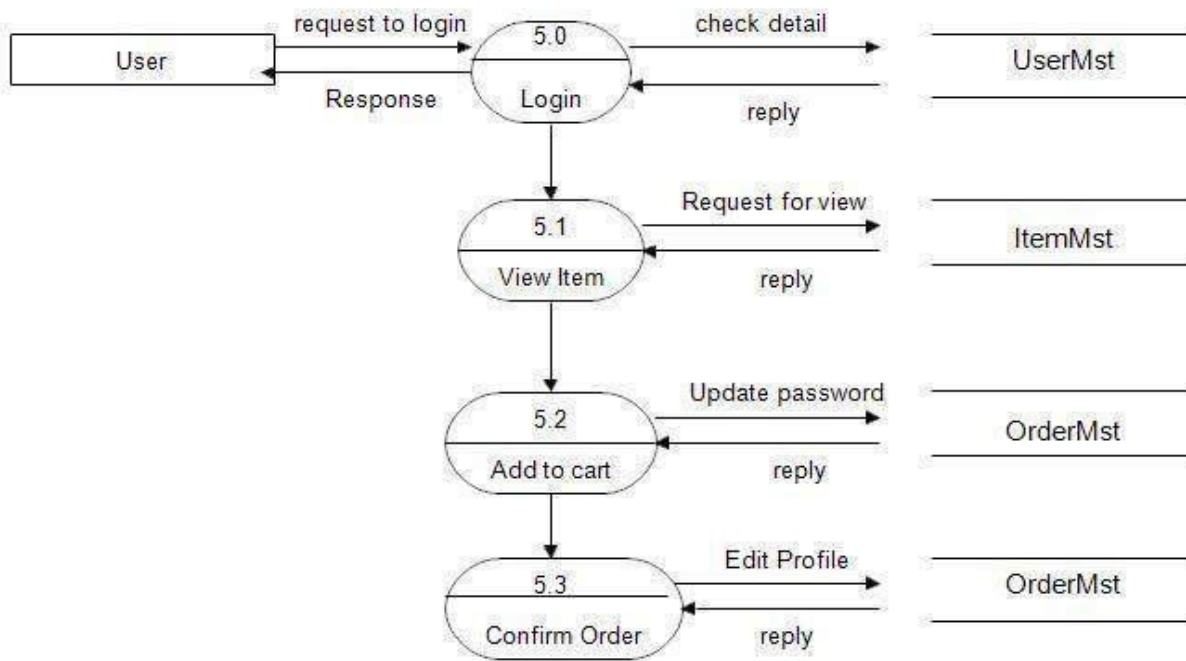 request to login
5.0
check detail
User
UserMst
Response
Login
reply
Request for view
5.1
ItemMst
View Item
reply
Update password
5.2
OrderMst
Add to cart
reply
Edit Profile
5.3
OrderMst
Confirm Order
reply